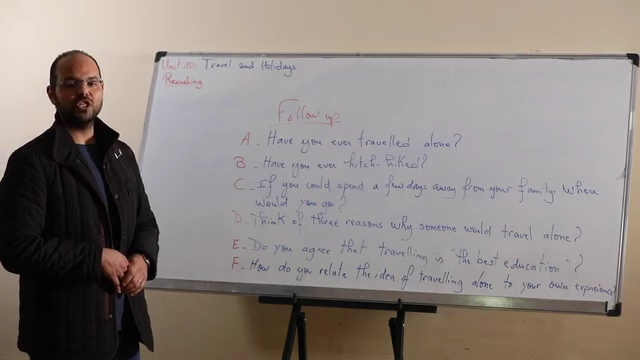 Unit 10: Travel and Holidays
Reading
Follow up
A - Have you ever travelled alone?
B - Have you ever hitch-hiked?
C - If you could spend a few days away from your family, where
would you go?
D - Think of three reasons why someone would travel alone?
E - Do you agree that travelling is "the best education"?
F - How do you relate the idea of travelling alone to your own experience?